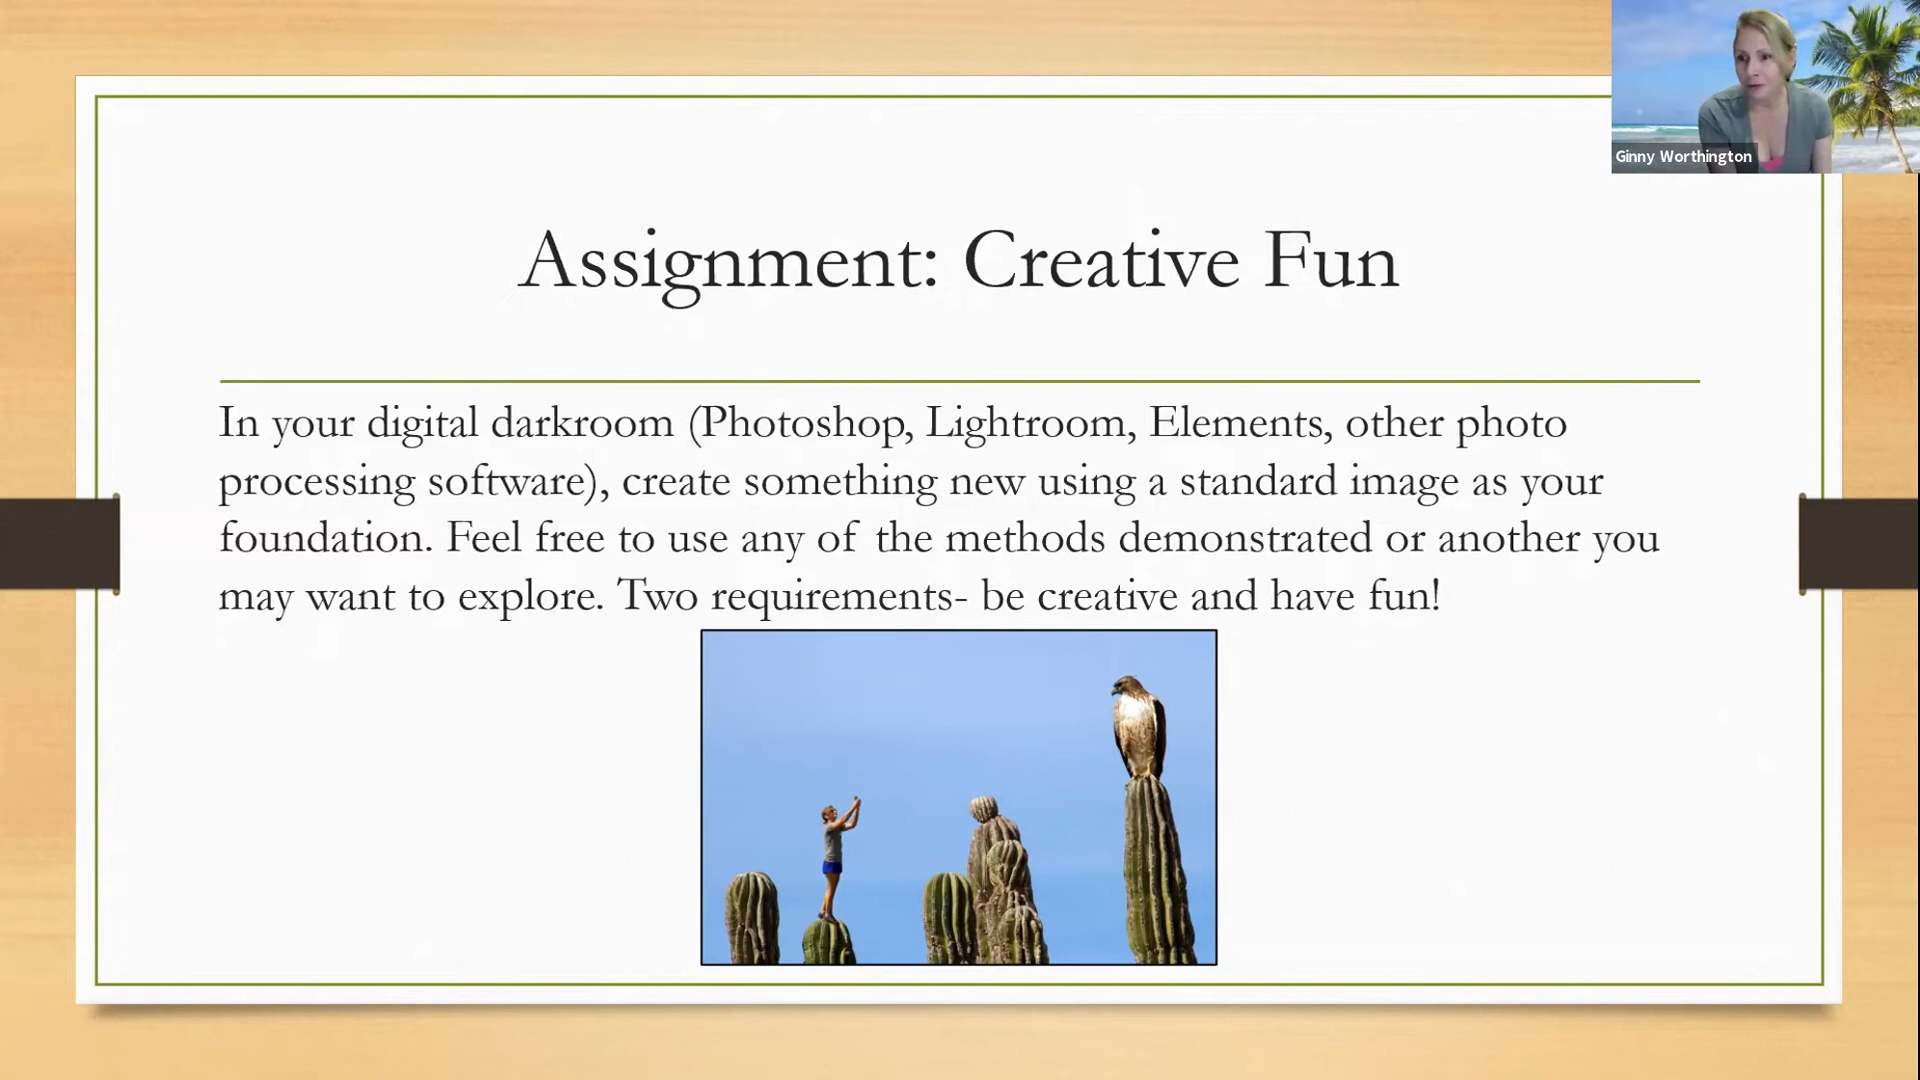 Ginny Worthington
Assignment: Creative Fun
In your digital darkroom (Photoshop, Lightroom, Elements, other photo
processing software), create something new using a standard image as your
foundation. Feel free to use any of the methods demonstrated or another you
may want to explore. Two requirements- be creative and have fun!